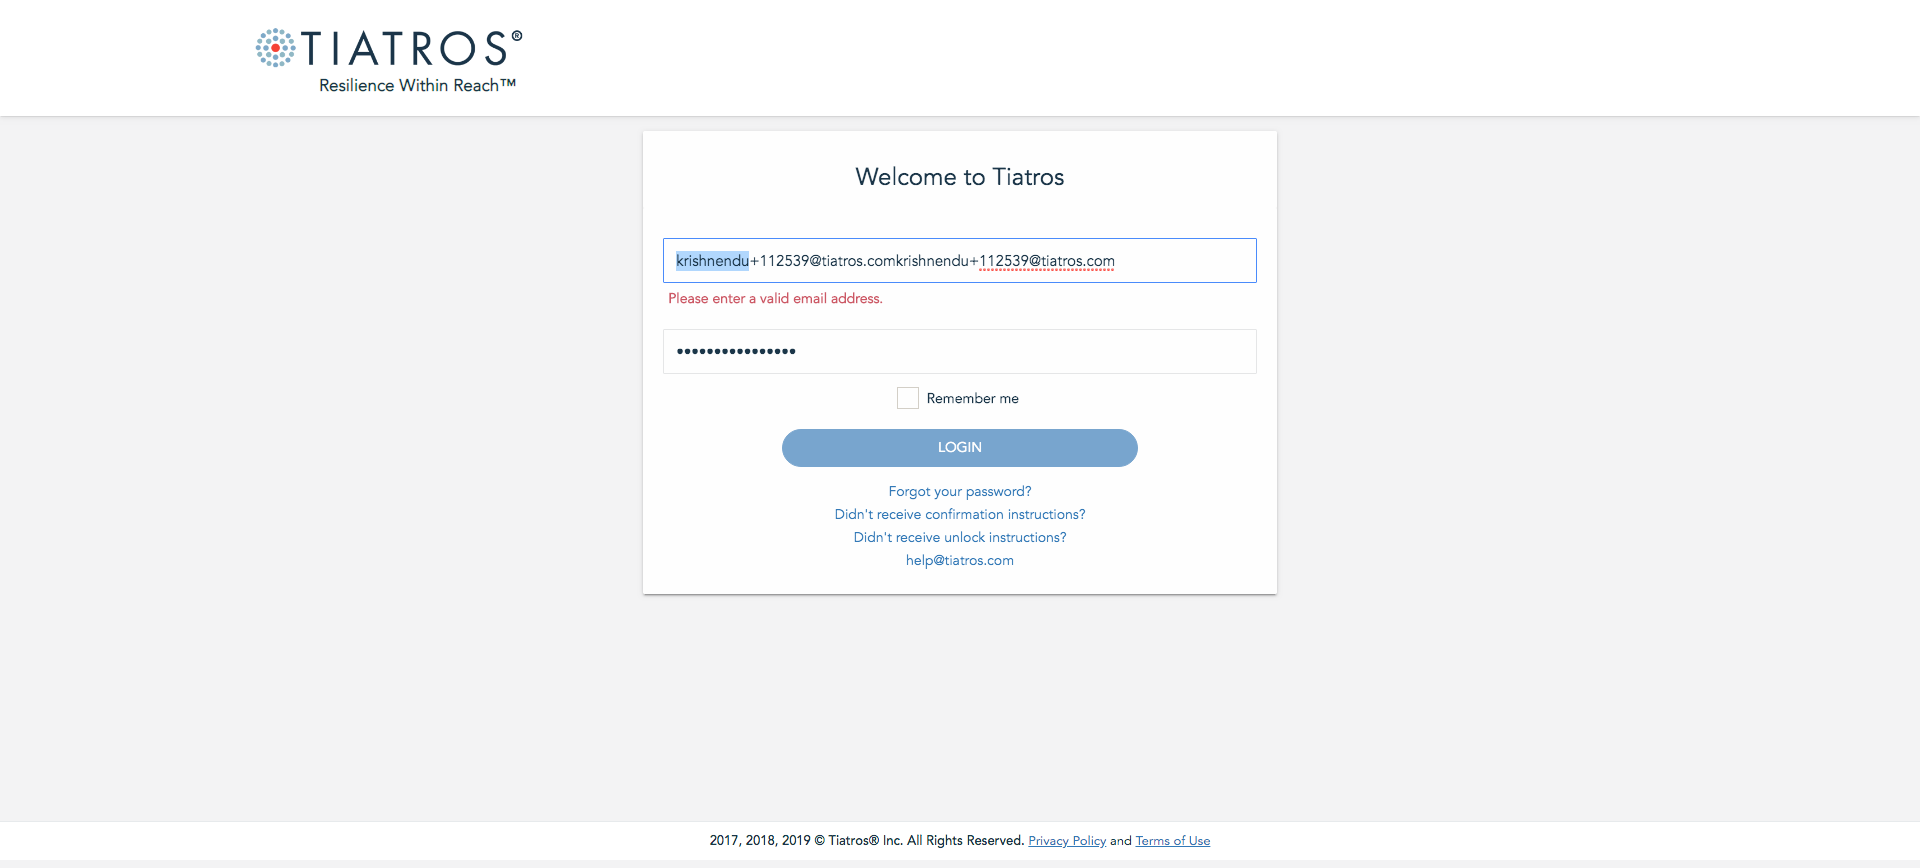 TIATROS®
Resilience Within Reach™
Welcome to Tiatros
krishnendu+112539@tiatros.comkrishnendu+112539@tiatros.com
Please enter a valid email address.
••••••••••••••••
Remember me
LOGIN
Forgot your password?
Didn't receive confirmation instructions?
Didn't receive unlock instructions?
help@tiatros.com
2017, 2018, 2019 © Tiatros® Inc. All Rights Reserved. Privacy Policy and Terms of Use